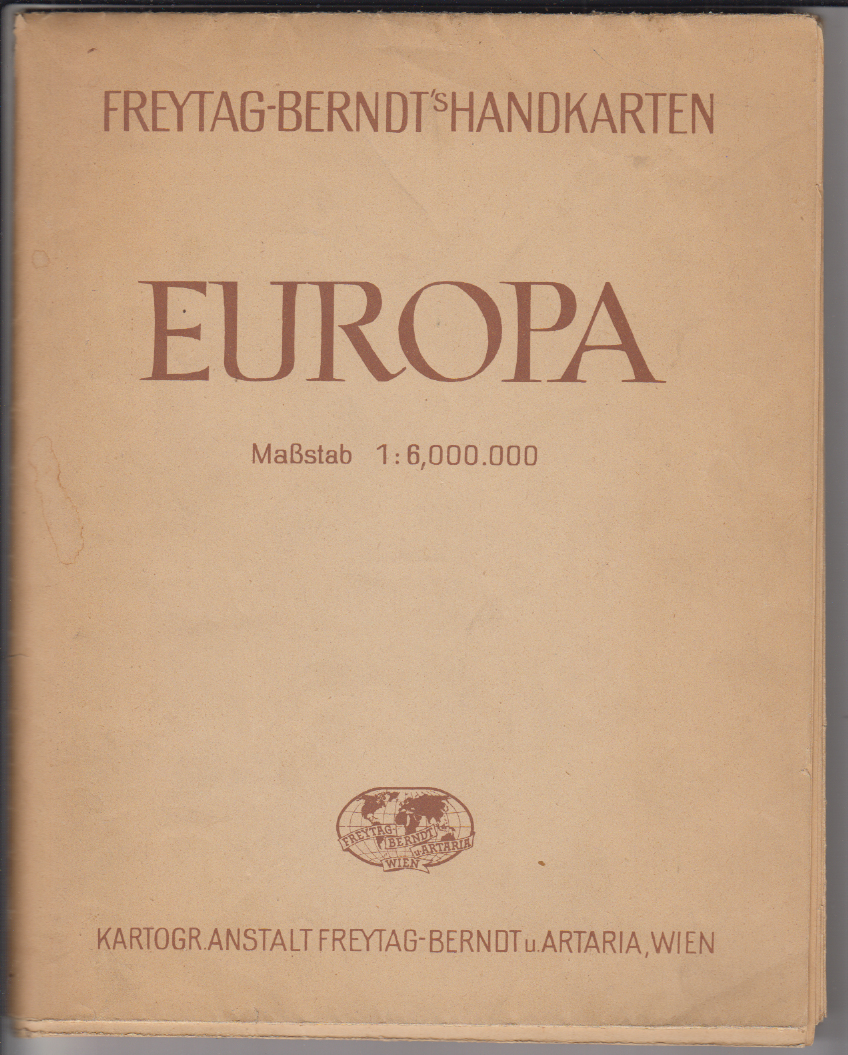 FREYTAG-BERNDT'S HANDKARTEN
EUROPA
Maßstab 1:6,000.000
FREYTAG-
BERNDT
u. ARTARIA
WIEN
KARTOGR. ANSTALT FREYTAG-BERNDT u. ARTARIA, WIEN